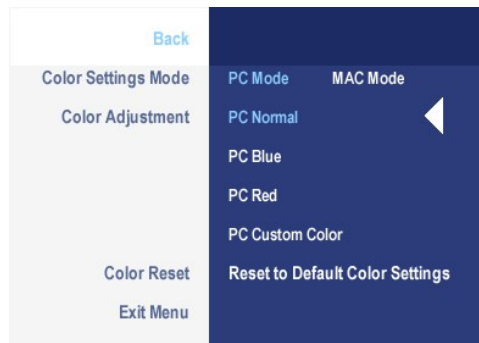 Back
Color Settings Mode PC Mode MAC Mode
Color Adjustment PC Normal
PC Blue
PC Red
PC Custom Color
Color Reset Reset to Default Color Settings
Exit Menu